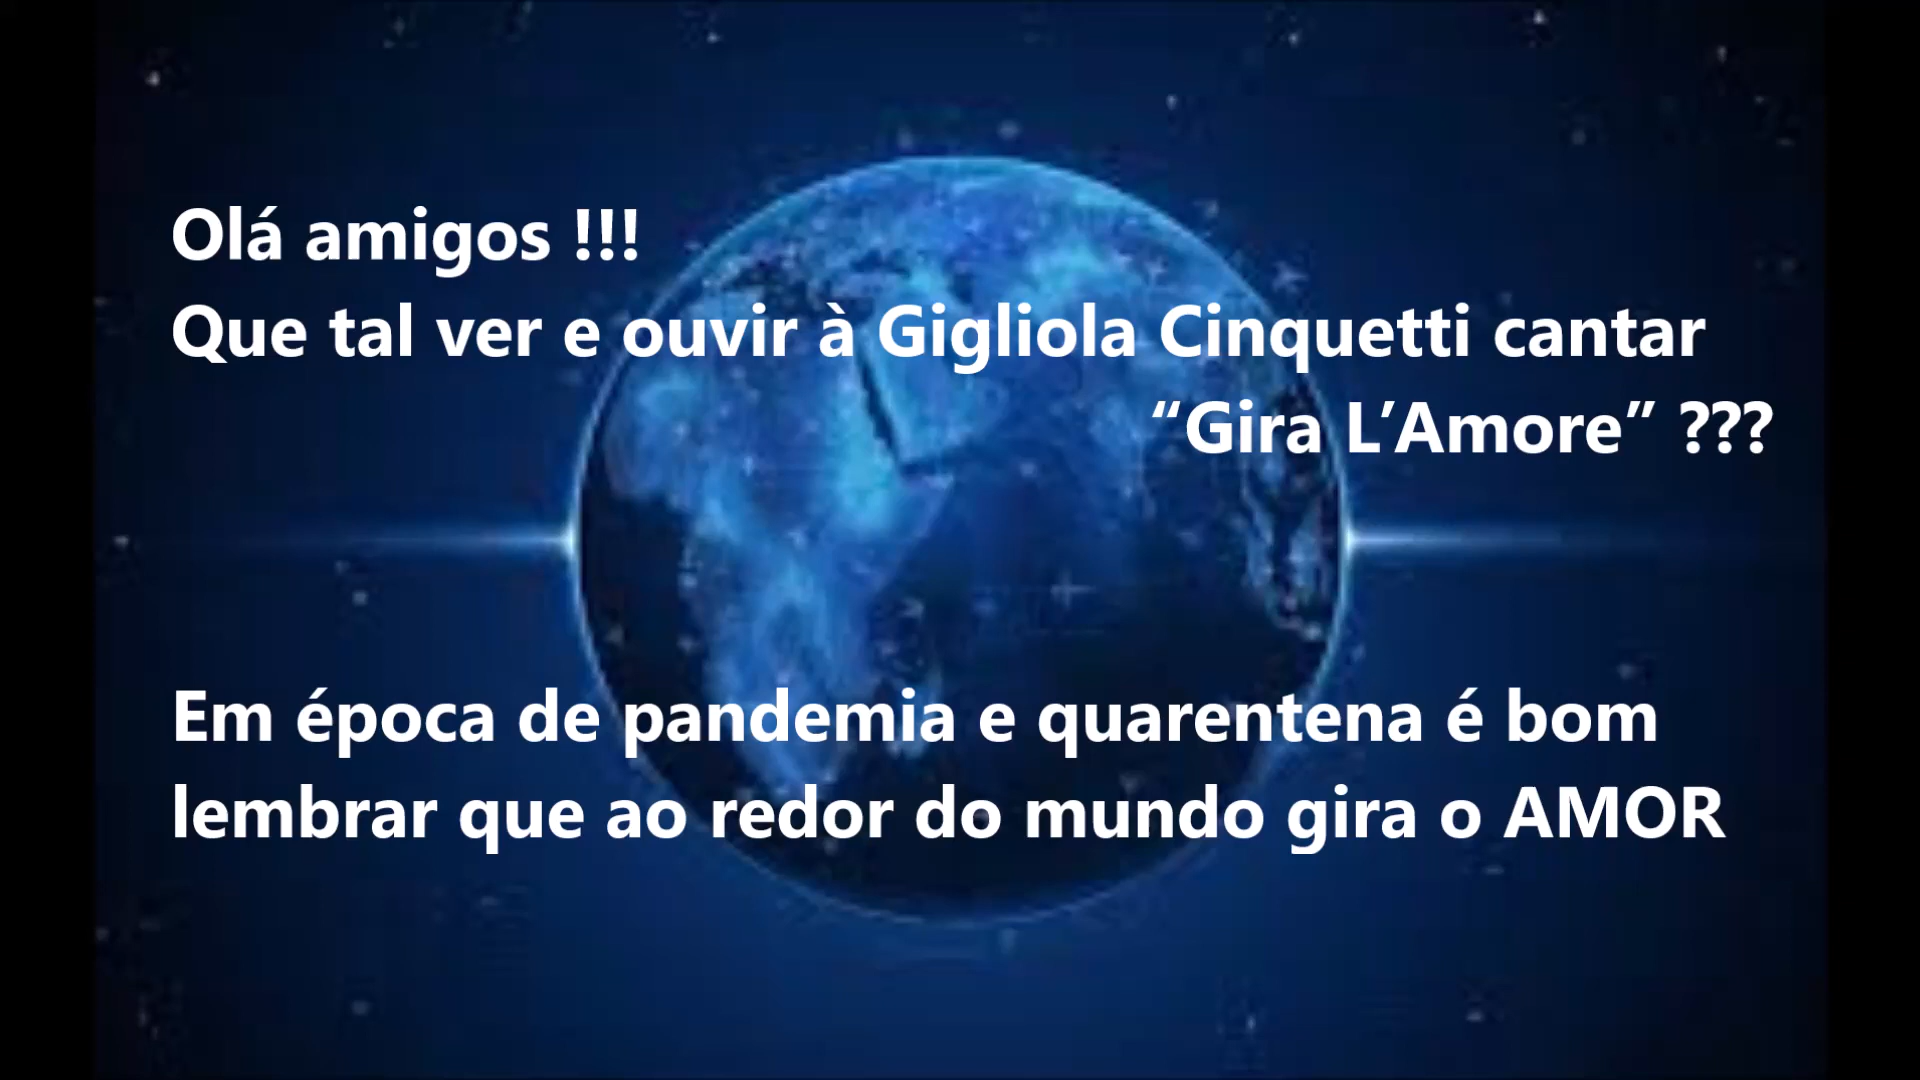 Olá amigos !!!
Que tal ver e ouvir à Gigliola Cinquetti cantar
“Gira L’Amore” ???
Em época de pandemia e quarentena é bom
lembrar que ao redor do mundo gira o AMOR